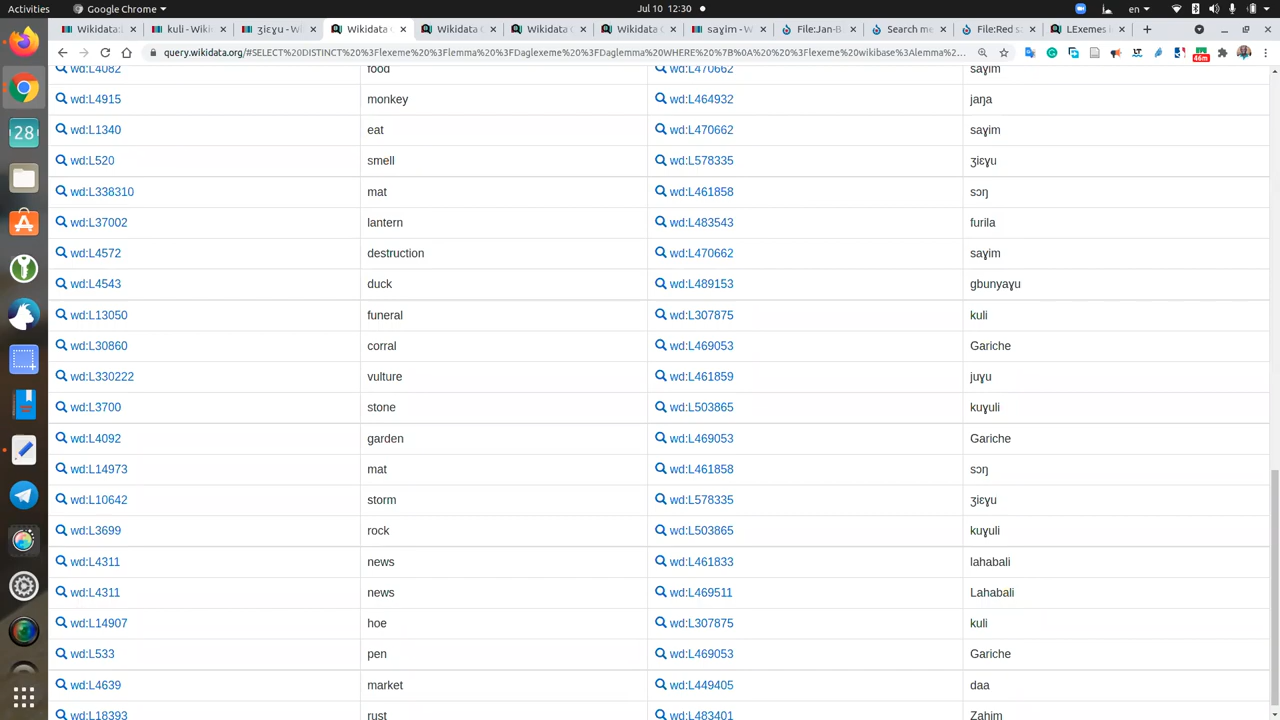 Activities Google Chrome Jul 10 12:30 en
Wikidata:L kuli - Wiki ʒiɛɣu - Wi Wikidata Q Wikidata Q Wikidata Q Wikidata Q saɣim - W File:Jan-B Search me File:Red s LExemes i
query.wikidata.org/#SELECT%20DISTINCT%20%3Flexeme%20%3Flemma%20%3Fdaglexeme%20%3Fdaglemma%20WHERE%20%7B%0A%20%20%3Flexeme%20wikibase%3Alemma%2... 46m
28
wd:L4082 food wd:L470662 saɣim
wd:L4915 monkey wd:L464932 jaŋa
wd:L1340 eat wd:L470662 saɣim
wd:L520 smell wd:L578335 ʒiɛɣu
wd:L338310 mat wd:L461858 sɔŋ
wd:L37002 lantern wd:L483543 furila
wd:L4572 destruction wd:L470662 saɣim
wd:L4543 duck wd:L489153 gbunyaɣu
wd:L13050 funeral wd:L307875 kuli
wd:L30860 corral wd:L469053 Gariche
wd:L330222 vulture wd:L461859 juɣu
wd:L3700 stone wd:L503865 kuɣuli
wd:L4092 garden wd:L469053 Gariche
wd:L14973 mat wd:L461858 sɔŋ
wd:L10642 storm wd:L578335 ʒiɛɣu
wd:L3699 rock wd:L503865 kuɣuli
wd:L4311 news wd:L461833 lahabali
wd:L4311 news wd:L469511 Lahabali
wd:L14907 hoe wd:L307875 kuli
wd:L533 pen wd:L469053 Gariche
wd:L4639 market wd:L449405 daa
wd:L18393 rust wd:L483401 Zahim